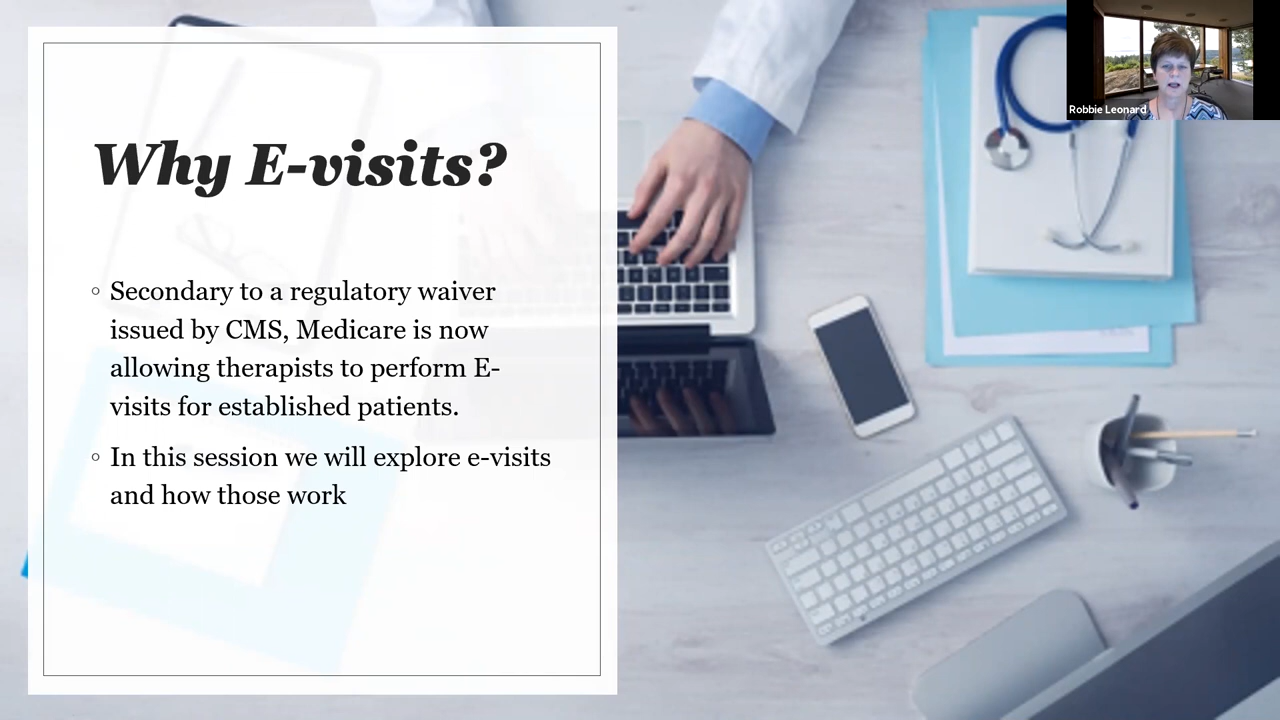 Why E-visits?
◦ Secondary to a regulatory waiver
issued by CMS, Medicare is now
allowing therapists to perform E-
visits for established patients.
◦ In this session we will explore e-visits
and how those work
Robbie Leonard